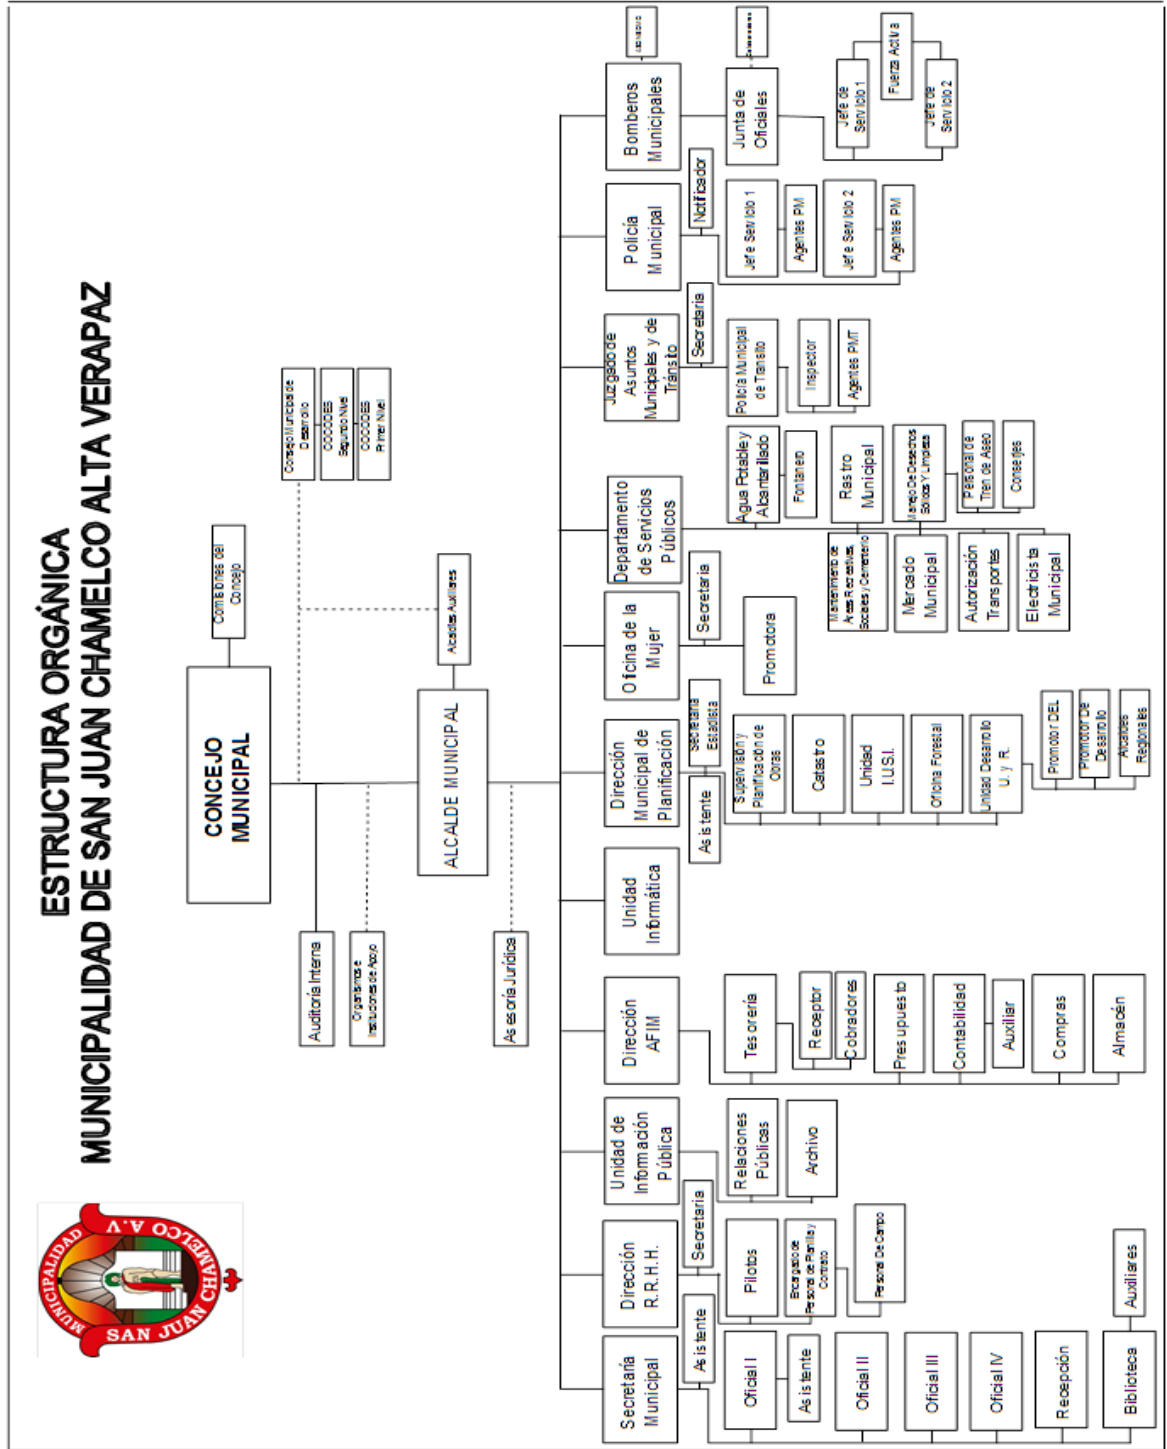 ESTRUCTURA ORGÁNICA
MUNICIPALIDAD DE SAN JUAN CHAMELCO ALTA VERAPAZ
MUNICIPALIDAD
SAN JUAN CHAMELCO A.V
CONCEJO
MUNICIPAL
Comisiones del
Concejo
Consejo Municipal de
Desarrollo
COCODES
Segundo Nivel
COCODES
Primer Nivel
Auditoría Interna
Organismos e
Instituciones de Apoyo
ALCALDE MUNICIPAL
Alcaldías Auxiliares
Asesoría Jurídica
Secretaría
Municipal
Asistente
Oficial I
Asistente
Oficial II
Oficial III
Oficial IV
Recepción
Biblioteca
Auxiliares
Dirección
R.R.H.H.
Secretaria
Pilotos
Encargado de
Personal de Planilla y
Contrato
Personal De Campo
Unidad de
Información
Pública
Relaciones
Públicas
Archivo
Dirección
AFIM
Tesorería
Receptor
Cobradores
Presupuesto
Contabilidad
Auxiliar
Compras
Almacén
Unidad
Informática
Dirección
Municipal de
Planificación
Asistente
Secretaria
Estadista
Supervisión y
Planificación de
Obras
Catastro
Unidad
I.U.S.I.
Oficina Forestal
Unidad Desarrollo
U. y R.
Promotor DEL
Promotor De
Desarrollo
Alcaldes
Regionales
Oficina de la
Mujer
Secretaria
Promotora
Departamento
de Servicios
Públicos
Agua Potable y
Alcantarillado
Fontanero
Mantenimiento de
Areas Recreativas,
Sociales y Cementerio
Rastro
Municipal
Mercado
Municipal
Manejo De Desechos
Sólidos Y Limpieza
Personal de
Tren de Aseo
Conserjes
Autorización
Transportes
Electricista
Municipal
Juzgado de
Asuntos
Municipales y de
Tránsito
Secretaria
Policía Municipal
de Transito
Inspector
Agentes PMT
Policía
Municipal
Notificador
Jefe Servicio 1
Agentes PM
Jefe Servicio 2
Agentes PM
Bomberos
Municipales
Junta de
Oficiales
Jefe de
Servicio 1
Fuerza Activa
Jefe de
Servicio 2